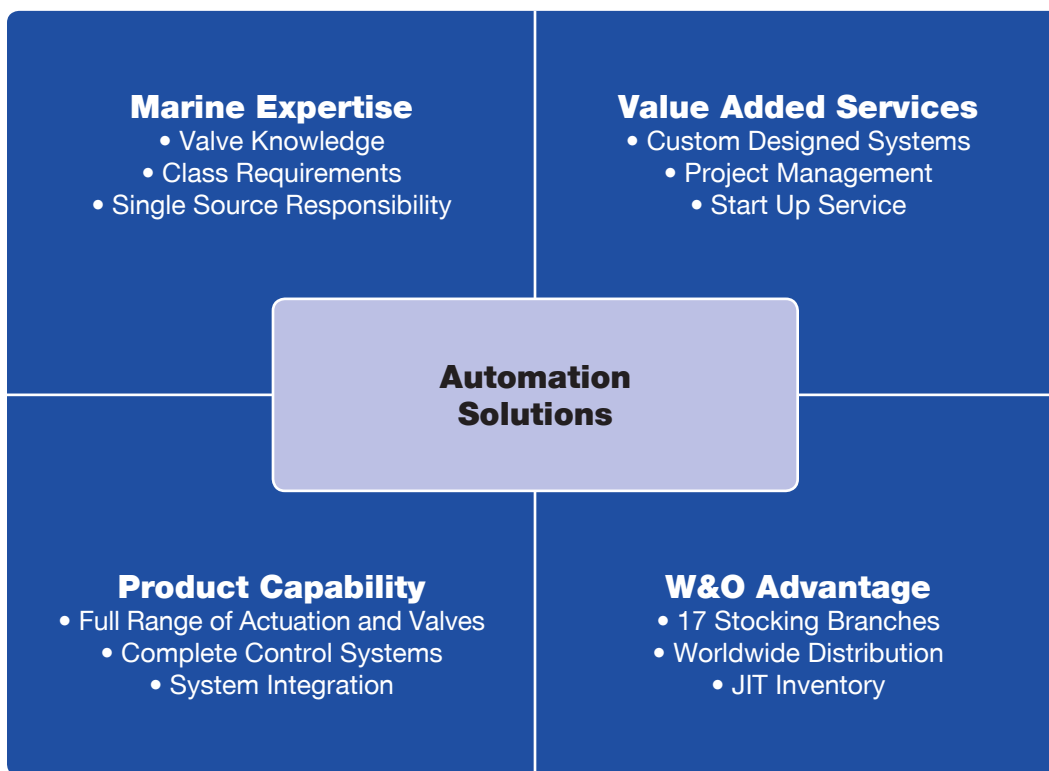 Marine Expertise
• Valve Knowledge
• Class Requirements
• Single Source Responsibility
Value Added Services
• Custom Designed Systems
• Project Management
• Start Up Service
Automation
Solutions
Product Capability
• Full Range of Actuation and Valves
• Complete Control Systems
• System Integration
W&O Advantage
• 17 Stocking Branches
• Worldwide Distribution
• JIT Inventory